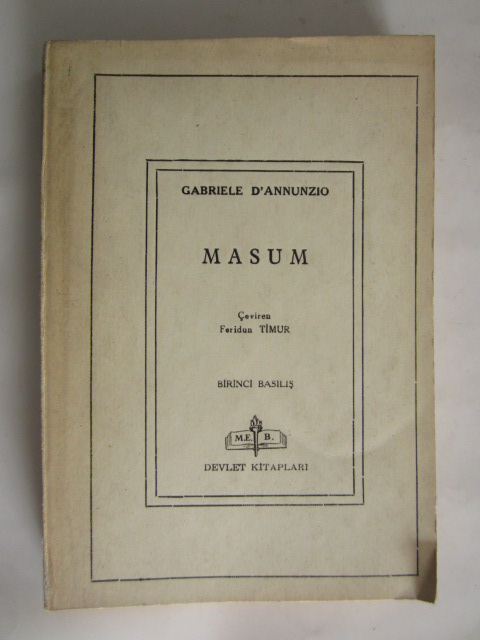 GABRIELE D'ANNUNZIO
MASUM
Çeviren
Feridun TİMUR
BİRİNCİ BASILIŞ
M.E. B.
DEVLET KİTAPLARI